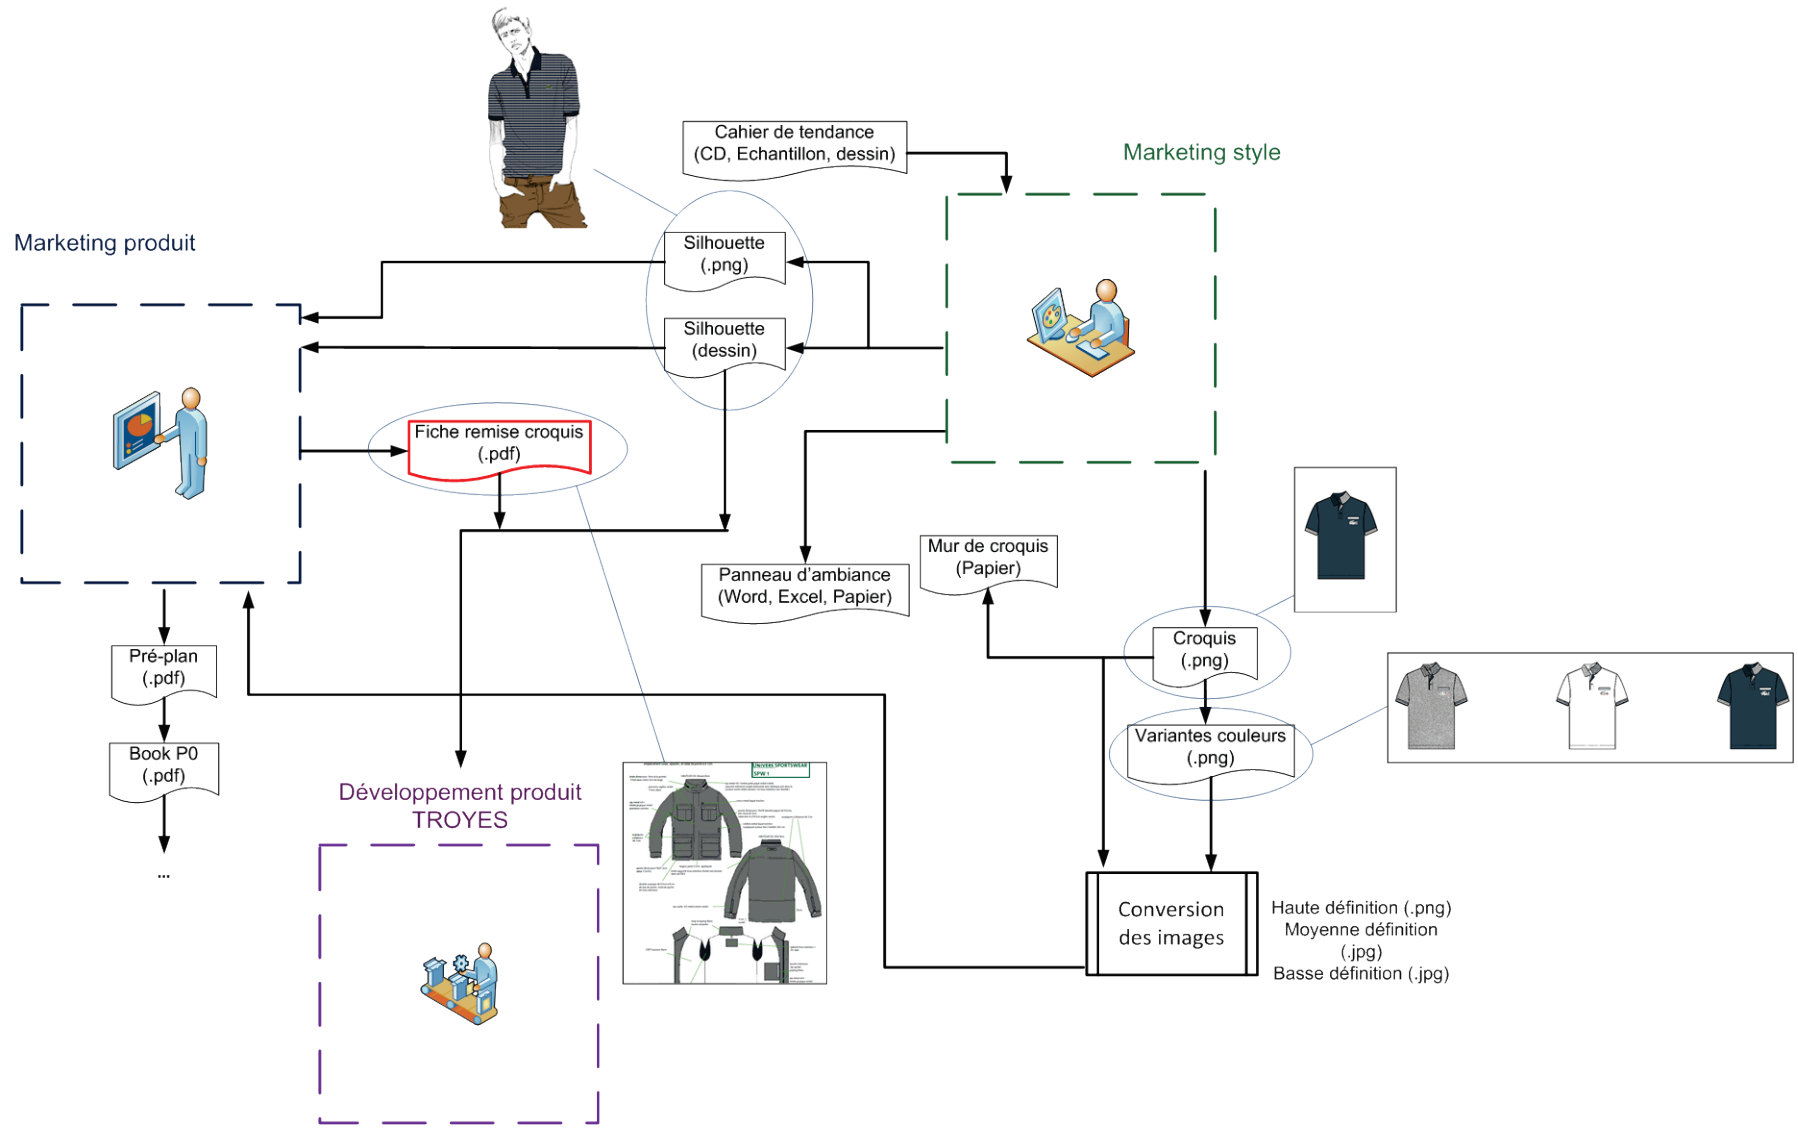 Cahier de tendance
(CD, Echantillon, dessin)
Marketing style
Marketing produit
Silhouette
(.png)
Silhouette
(dessin)
Fiche remise croquis
(.pdf)
Mur de croquis
(Papier)
Panneau d’ambiance
(Word, Excel, Papier)
Croquis
(.png)
Pré-plan
(.pdf)
Variantes couleurs
(.png)
Book P0
(.pdf)
...
Développement produit
TROYES
UNIVERS SPORTSWEAR
SPW 1
Conversion
des images
Haute définition (.png)
Moyenne définition
(.jpg)
Basse définition (.jpg)